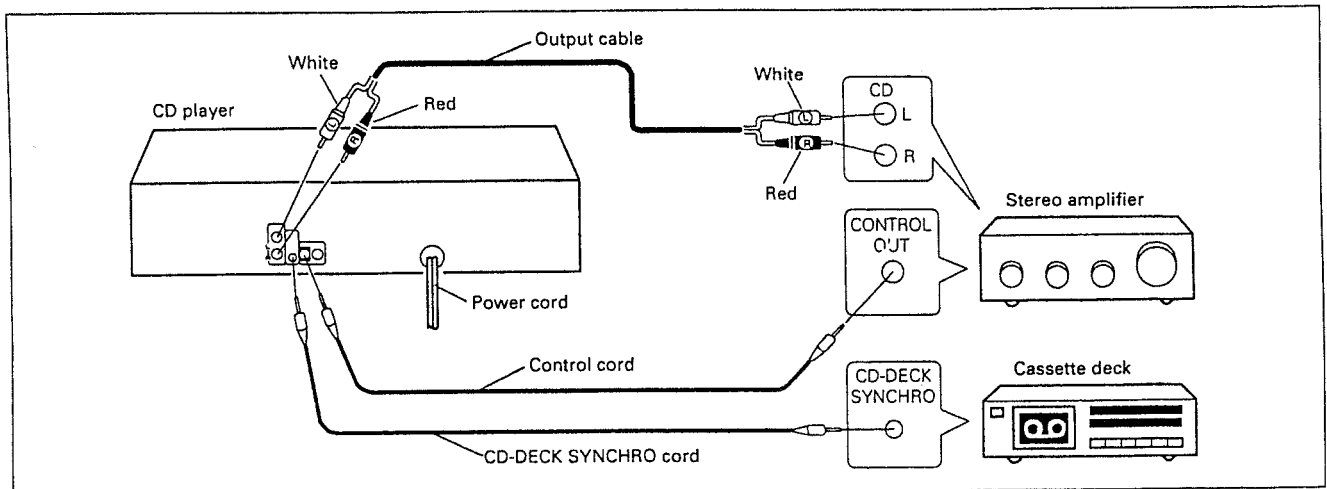 Output cable
White
Red
CD player
White
Red
CD
L
R
L
R
L
R
Stereo amplifier
CONTROL
OUT
Power cord
Control cord
CD-DECK
SYNCHRO
Cassette deck
CD-DECK SYNCHRO cord